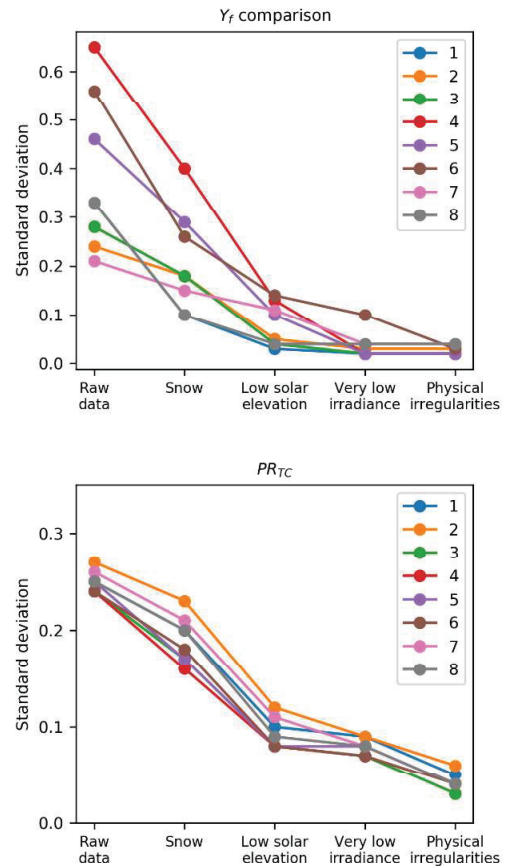 Y_f comparison
Standard deviation
0.6
0.5
0.4
0.3
0.2
0.1
0.0
1
2
3
4
5
6
7
8
Raw
data
Snow
Low solar
elevation
Very low
irradiance
Physical
irregularities
PR_TC
Standard deviation
0.3
0.2
0.1
0.0
1
2
3
4
5
6
7
8
Raw
data
Snow
Low solar
elevation
Very low
irradiance
Physical
irregularities